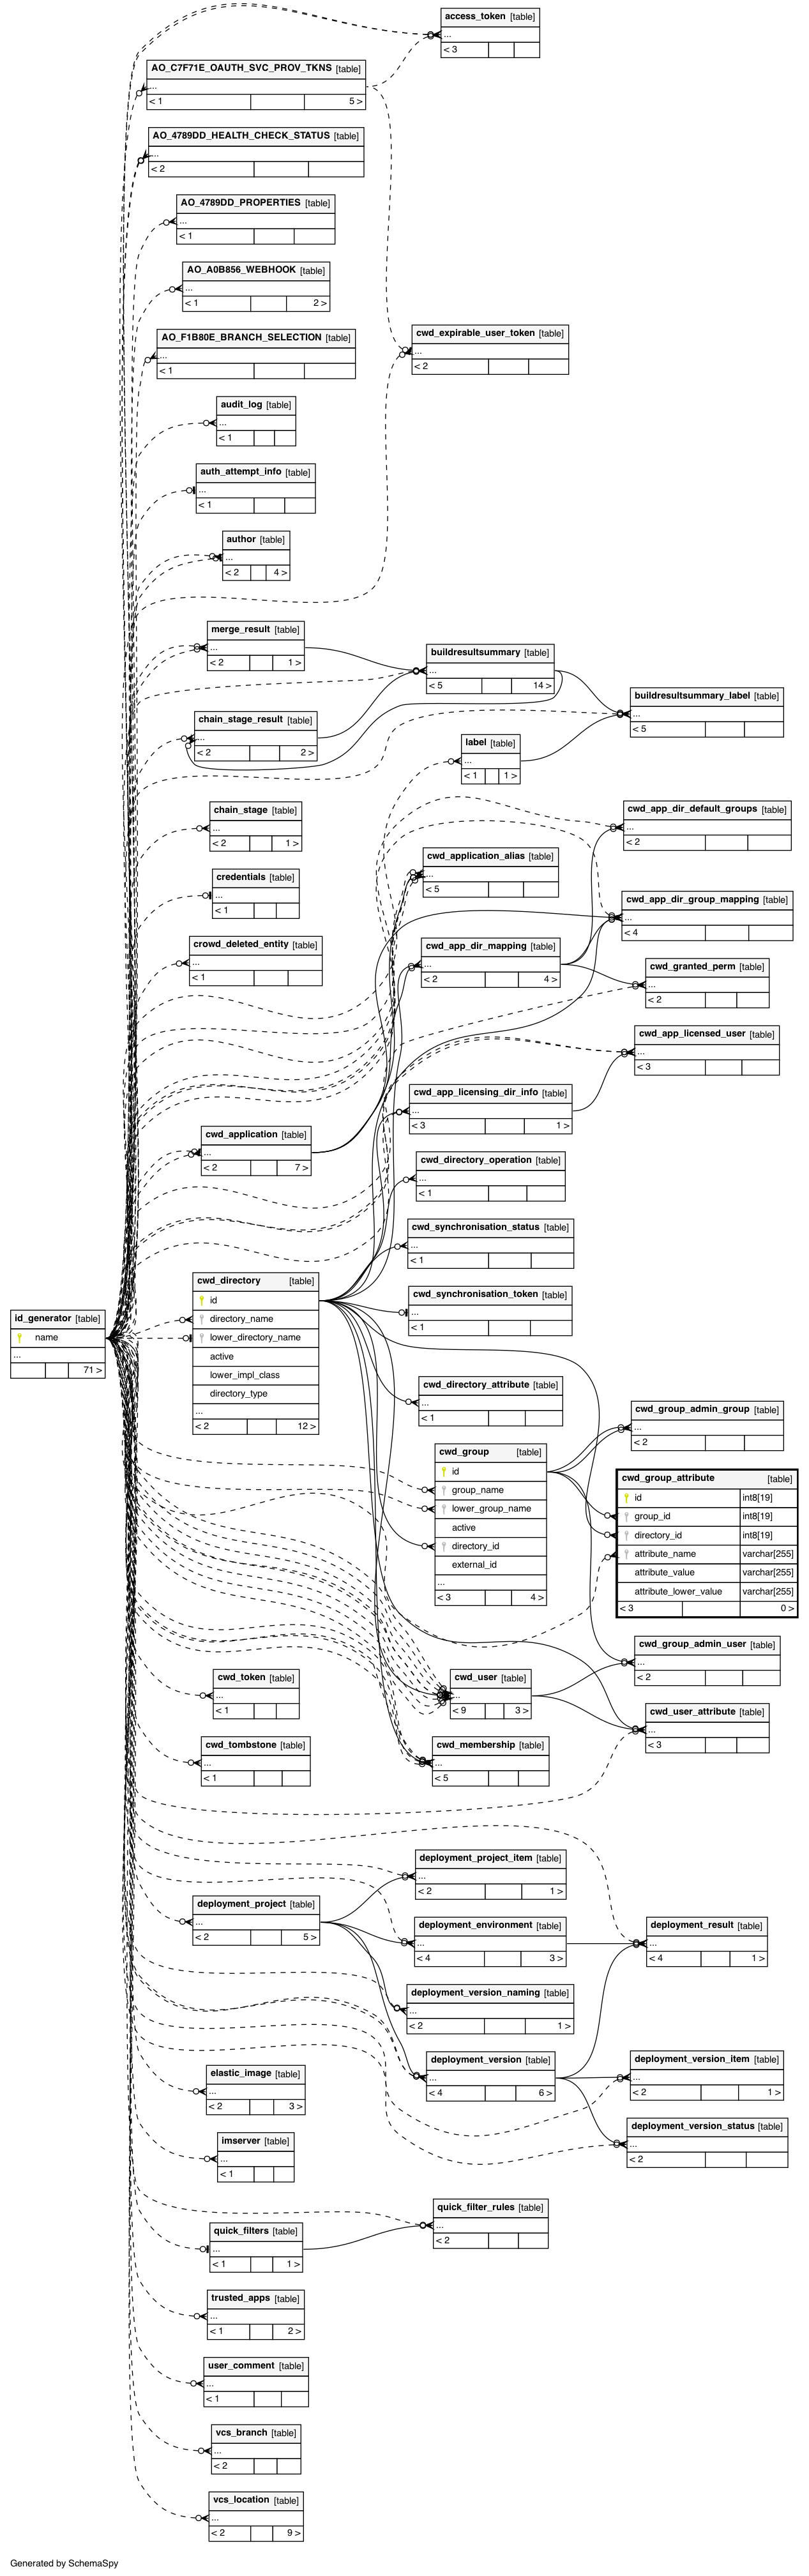 access_token [table]
...
< 3
AO_C7F71E_OAUTH_SVC_PROV_TKNS [table]
...
< 1 5 >
AO_4789DD_HEALTH_CHECK_STATUS [table]
...
< 2
AO_4789DD_PROPERTIES [table]
...
< 1
AO_A0B856_WEBHOOK [table]
...
< 1 2 >
AO_F1B80E_BRANCH_SELECTION [table]
...
< 1
cwd_expirable_user_token [table]
...
< 2
audit_log [table]
...
< 1
auth_attempt_info [table]
...
< 1
author [table]
...
< 2 4 >
merge_result [table]
...
< 2 1 >
buildresultsummary [table]
...
< 5 14 >
buildresultsummary_label [table]
...
< 5
chain_stage_result [table]
...
< 2 2 >
label [table]
...
< 1 1 >
chain_stage [table]
...
< 2 1 >
cwd_app_dir_default_groups [table]
...
< 2
cwd_application_alias [table]
...
< 5
credentials [table]
...
< 1
cwd_app_dir_group_mapping [table]
...
< 4
crowd_deleted_entity [table]
...
< 1
cwd_app_dir_mapping [table]
...
< 2 4 >
cwd_granted_perm [table]
...
< 2
cwd_app_licensed_user [table]
...
< 3
cwd_app_licensing_dir_info [table]
...
< 3 1 >
cwd_application [table]
...
< 2 7 >
cwd_directory_operation [table]
...
< 1
cwd_synchronisation_status [table]
...
< 1
cwd_synchronisation_token [table]
...
< 1
cwd_directory [table]
id
directory_name
lower_directory_name
active
lower_impl_class
directory_type
...
< 2 12 >
id_generator [table]
name
...
71 >
cwd_directory_attribute [table]
...
< 1
cwd_group_admin_group [table]
...
< 2
cwd_group [table]
id
group_name
lower_group_name
active
directory_id
external_id
...
< 3 4 >
cwd_group_attribute [table]
id int8[19]
group_id int8[19]
directory_id int8[19]
attribute_name varchar[255]
attribute_value varchar[255]
attribute_lower_value varchar[255]
< 3 0 >
cwd_group_admin_user [table]
...
< 2
cwd_token [table]
...
< 1
cwd_user [table]
...
< 9 3 >
cwd_user_attribute [table]
...
< 3
cwd_tombstone [table]
...
< 1
cwd_membership [table]
...
< 5
deployment_project_item [table]
...
< 2 1 >
deployment_project [table]
...
< 2 5 >
deployment_environment [table]
...
< 4 3 >
deployment_result [table]
...
< 4 1 >
deployment_version_naming [table]
...
< 2 1 >
deployment_version [table]
...
< 4 6 >
deployment_version_item [table]
...
< 2 1 >
elastic_image [table]
...
< 2 3 >
deployment_version_status [table]
...
< 2
imserver [table]
...
< 1
quick_filter_rules [table]
...
< 2
quick_filters [table]
...
< 1 1 >
trusted_apps [table]
...
< 1 2 >
user_comment [table]
...
< 1
vcs_branch [table]
...
< 2
vcs_location [table]
...
< 2 9 >
Generated by SchemaSpy